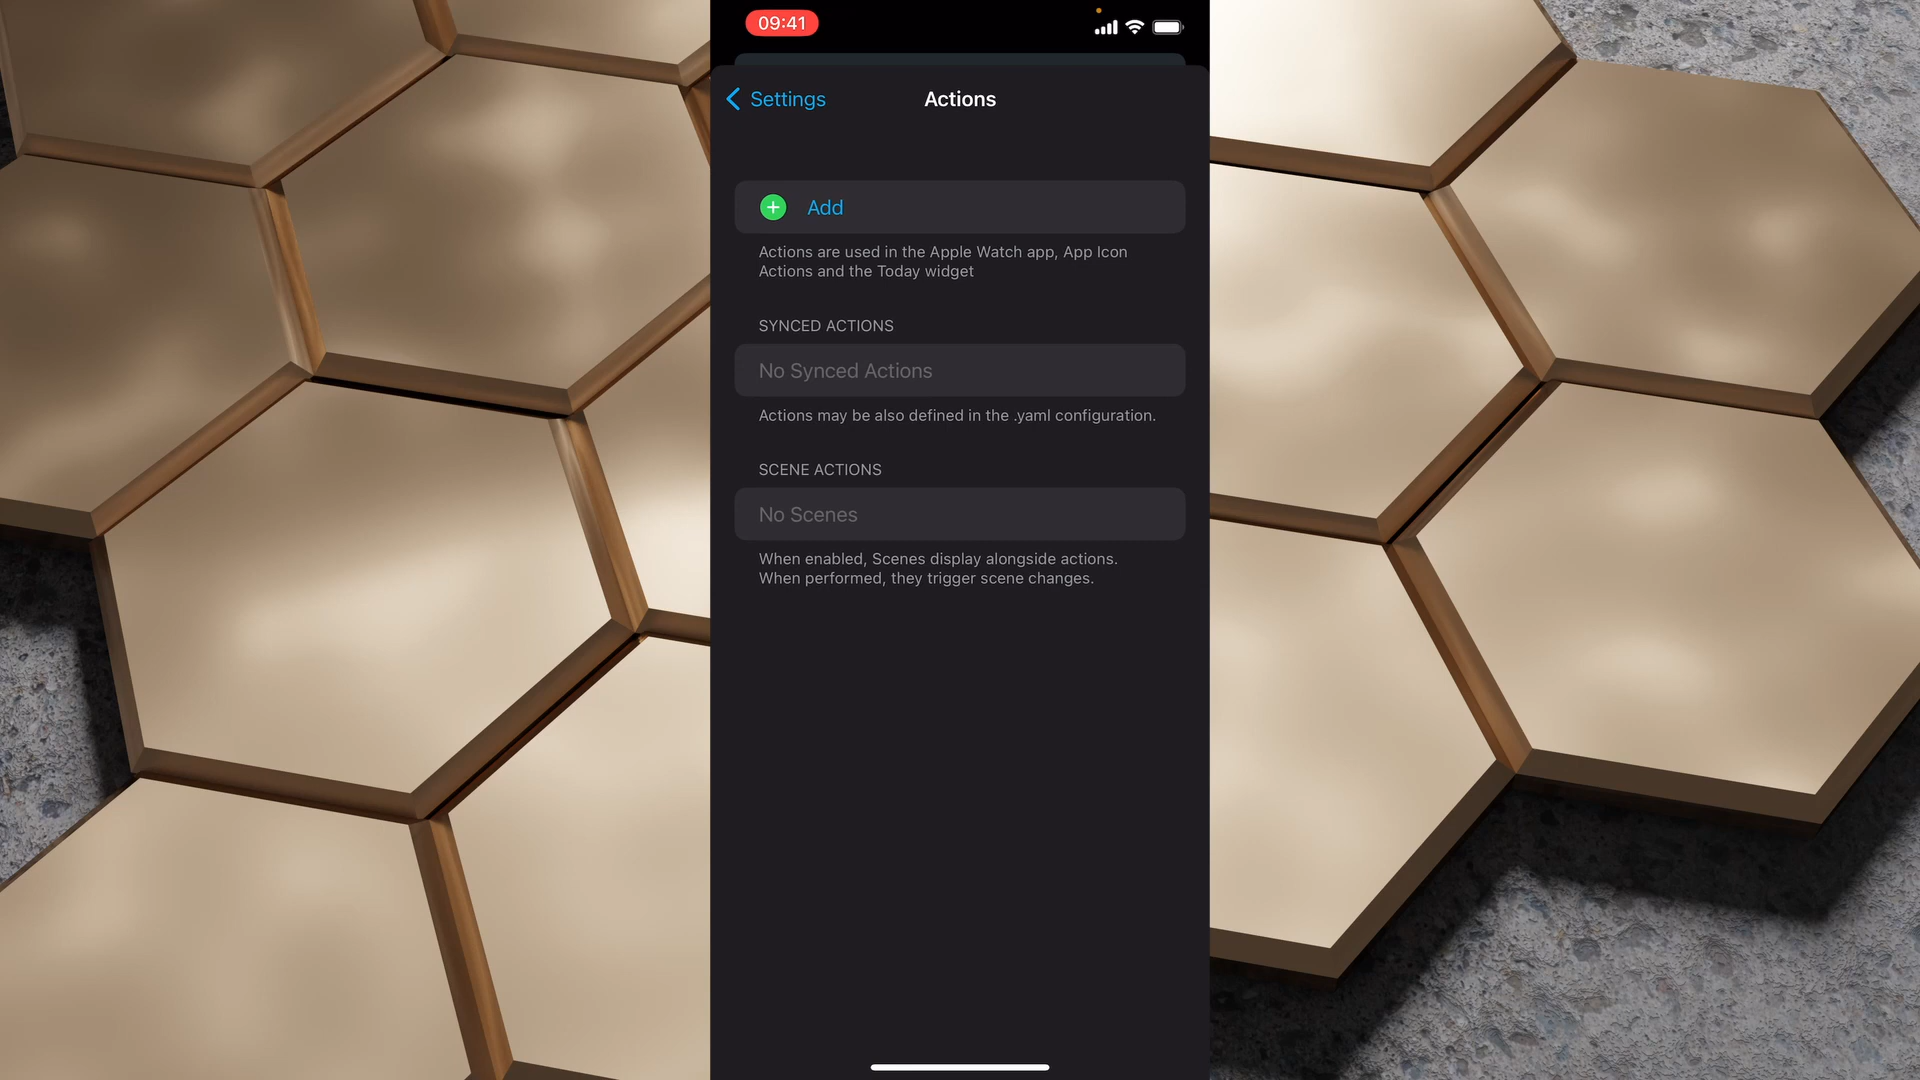 09:41
Settings
Actions
Add
Actions are used in the Apple Watch app, App Icon
Actions and the Today widget
SYNCED ACTIONS
No Synced Actions
Actions may be also defined in the .yaml configuration.
SCENE ACTIONS
No Scenes
When enabled, Scenes display alongside actions.
When performed, they trigger scene changes.